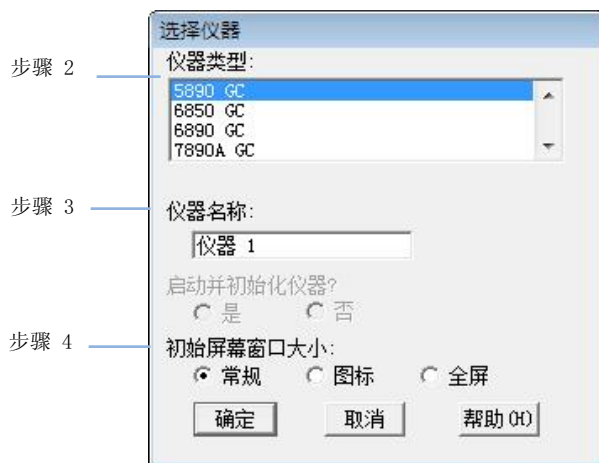 选择仪器
步骤 2
仪器类型:
5890 GC
6850 GC
6890 GC
7890A GC
步骤 3
仪器名称:
仪器 1
启动并初始化仪器?
是 否
步骤 4
初始屏幕窗口大小:
常规 图标 全屏
确定 取消 帮助(H)